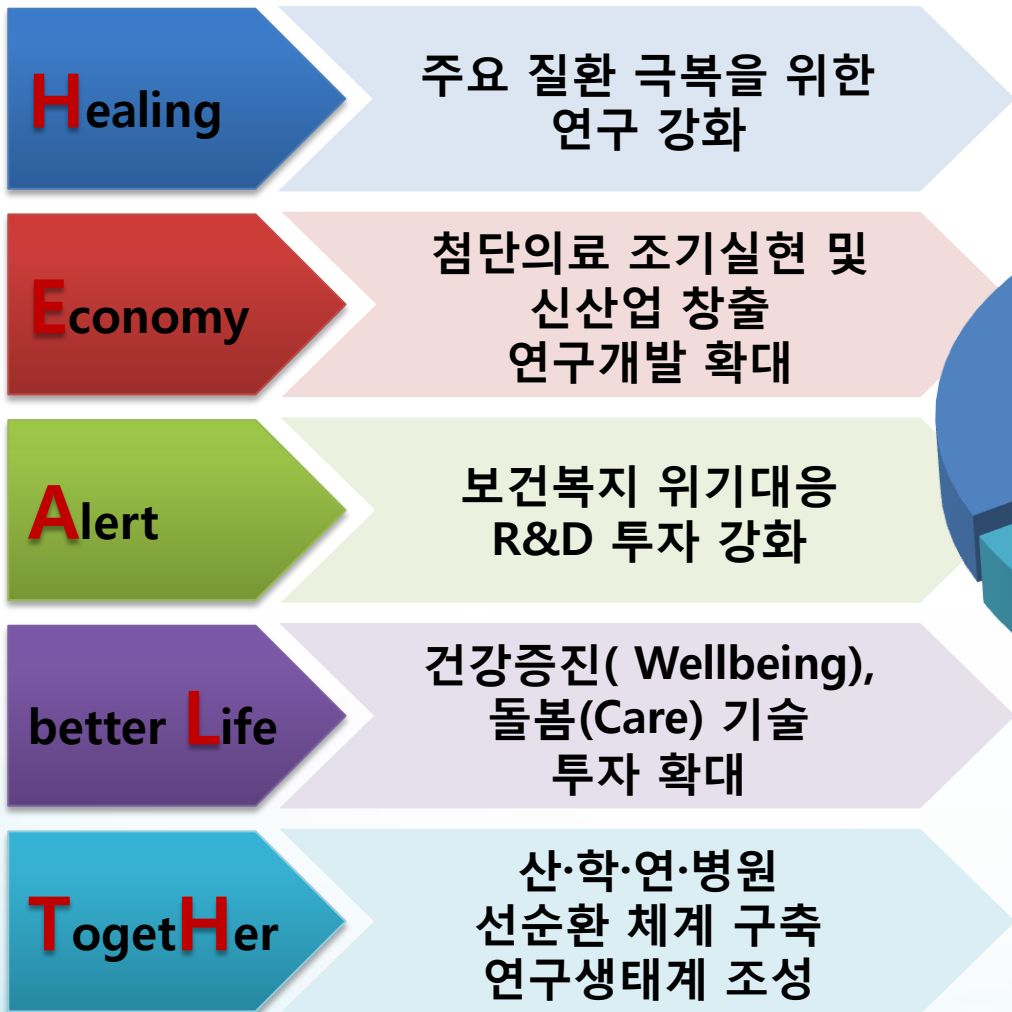 Healing
주요 질환 극복을 위한
연구 강화
Economy
첨단의료 조기실현 및
신산업 창출
연구개발 확대
Alert
보건복지 위기대응
R&D 투자 강화
better Life
건강증진( Wellbeing),
돌봄(Care) 기술
투자 확대
TogetHer
산·학·연·병원
선순환 체계 구축
연구생태계 조성